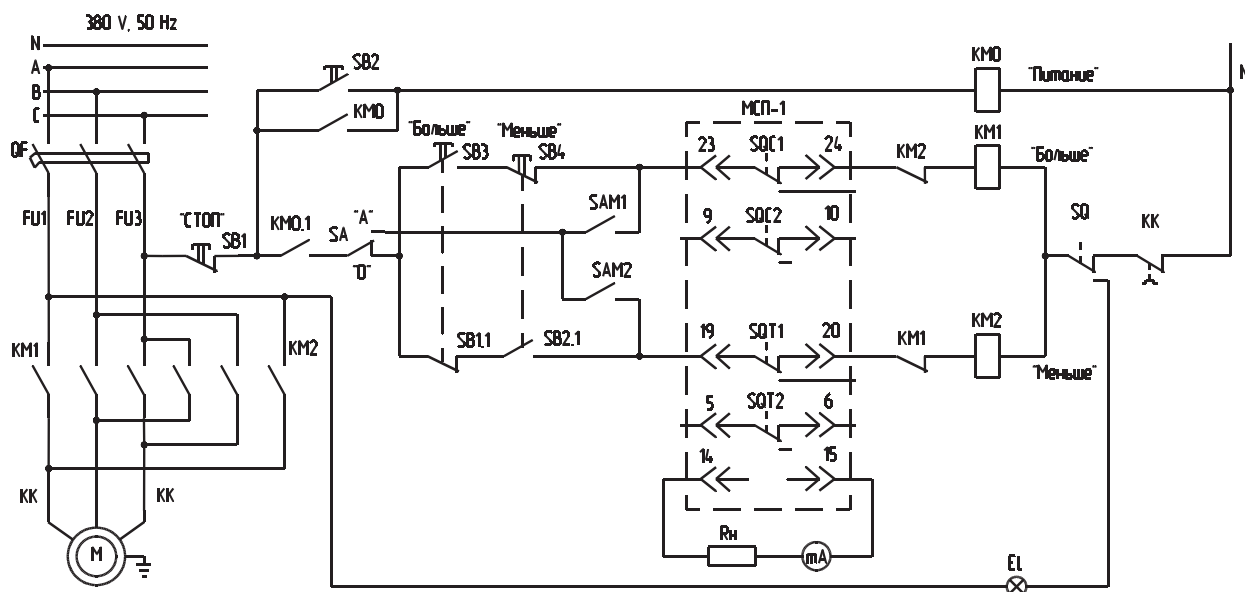 380 V, 50 Hz
N
A
B
C
QF
FU1 FU2 FU3
"СТОП"
SB1
SB2
KM0
KM0.1
SA
"А"
"О"
"Больше"
SB3
"Меньше"
SB4
SAM1
SAM2
SB1.1
SB2.1
МСП-1
23 SQC1 24
9 SQC2 10
19 SQT1 20
5 SQT2 6
14 15
Rн
mA
KM2
KM1
KM0
"Питание"
KM1
"Больше"
KM2
"Меньше"
SQ
KK
N
KM1
KM2
KK KK
M
El